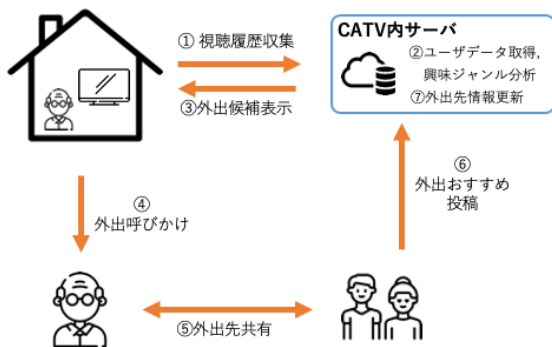 ① 視聴履歴収集
③外出候補表示
CATV内サーバ
②ユーザデータ取得,
興味ジャンル分析
⑦外出先情報更新
④
外出呼びかけ
⑥
外出おすすめ
投稿
⑤外出先共有